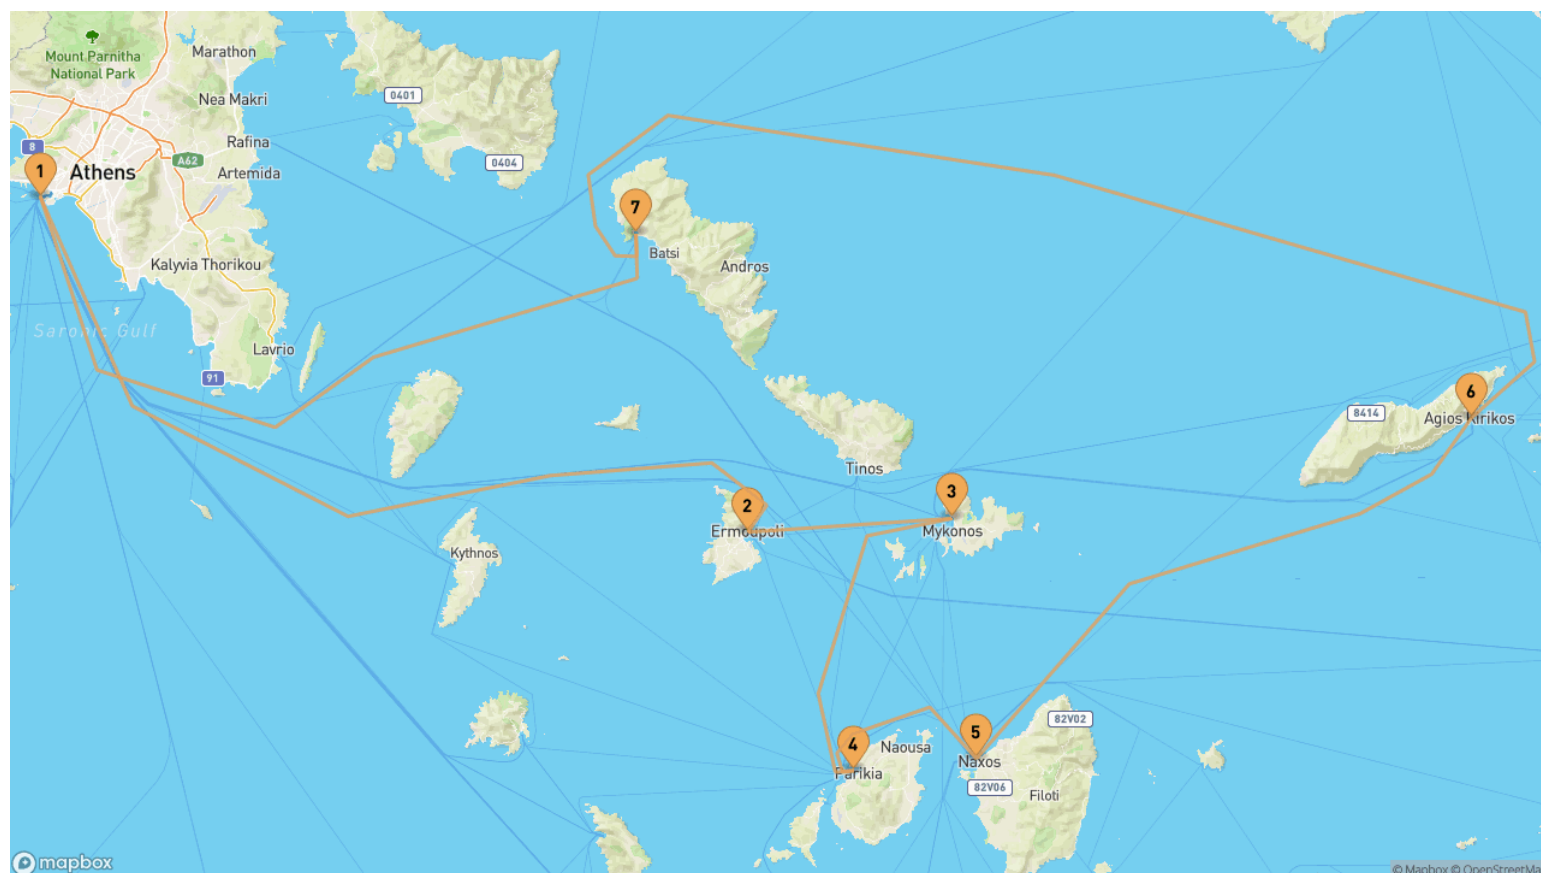 Mount Parnitha
National Park
Marathon
0401
Nea Makri
8
Rafina
A62
0404
1
Athens
Artemida
7
Batsi
Kalyvia Thorikou
Andros
Saronic Gulf
Lavrio
91
6
8414
Agios Kirikos
Tinos
2
3
Ermoupoli
Mykonos
Kythnos
82V02
5
4
Naousa
Naxos
Parikia
82V06
Filoti
mapbox
© Mapbox © OpenStreetMa